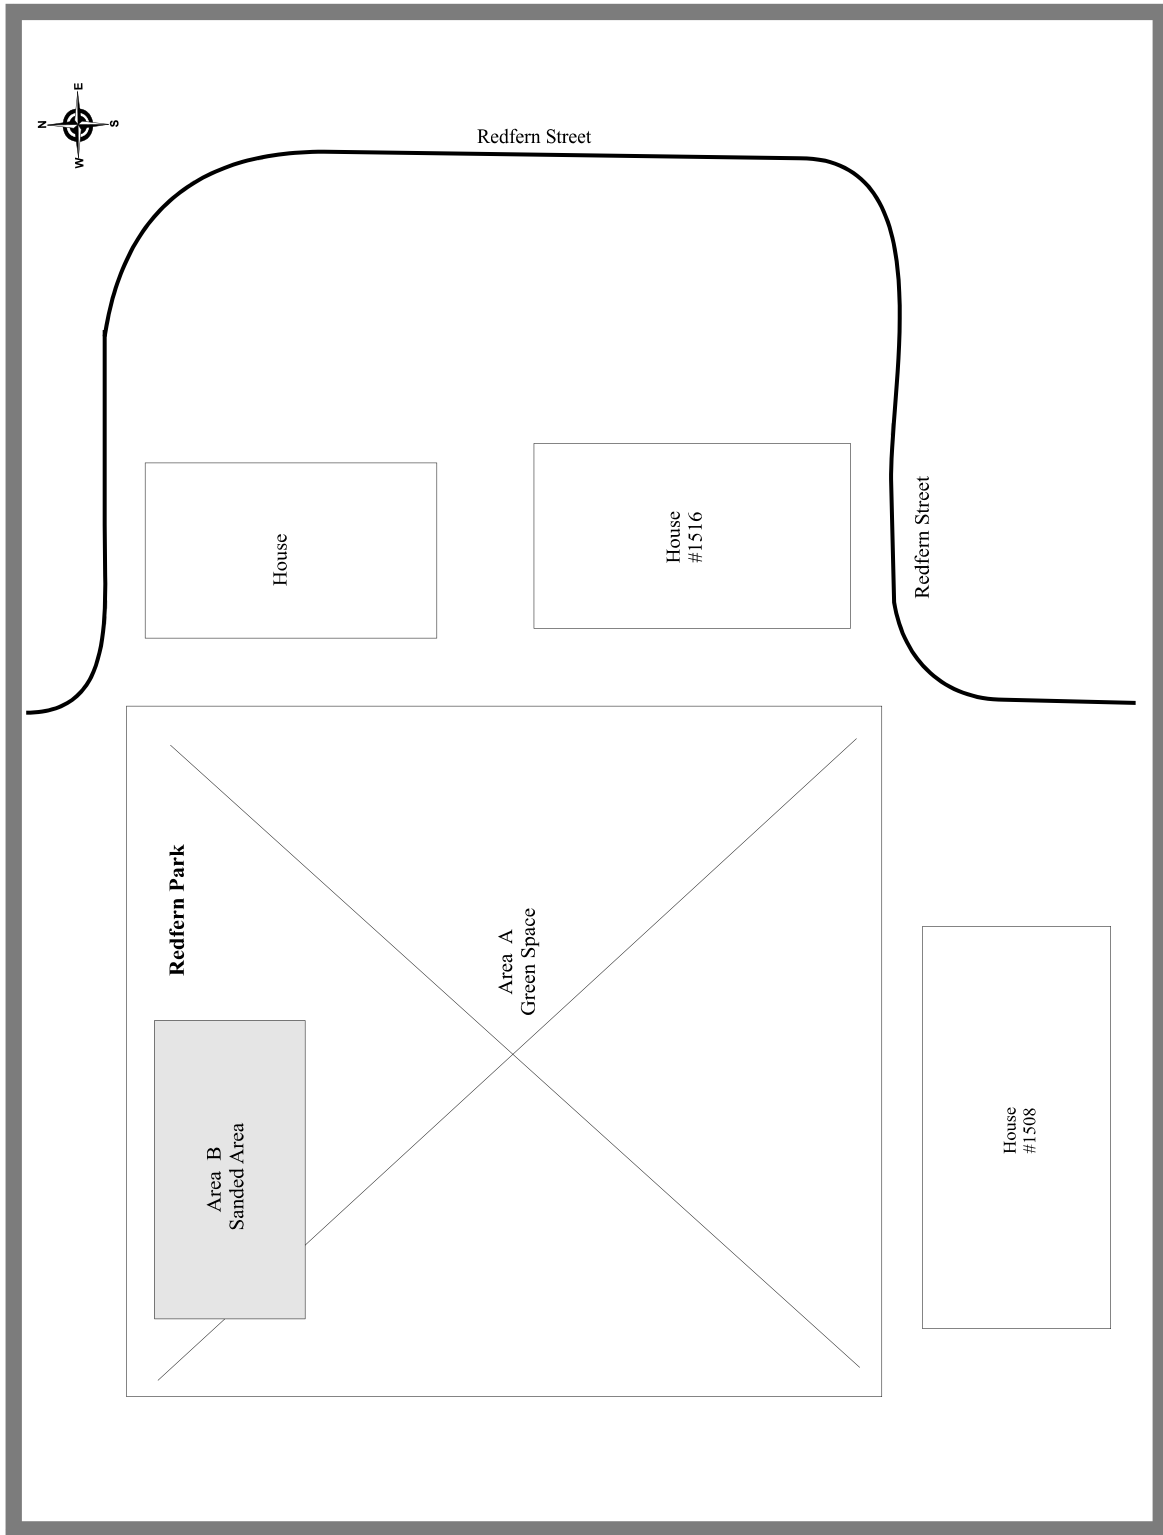 E
N
S
W
Redfern Street
House
House
#1516
Redfern Street
Redfern Park
Area A
Green Space
Area B
Sanded Area
House
#1508